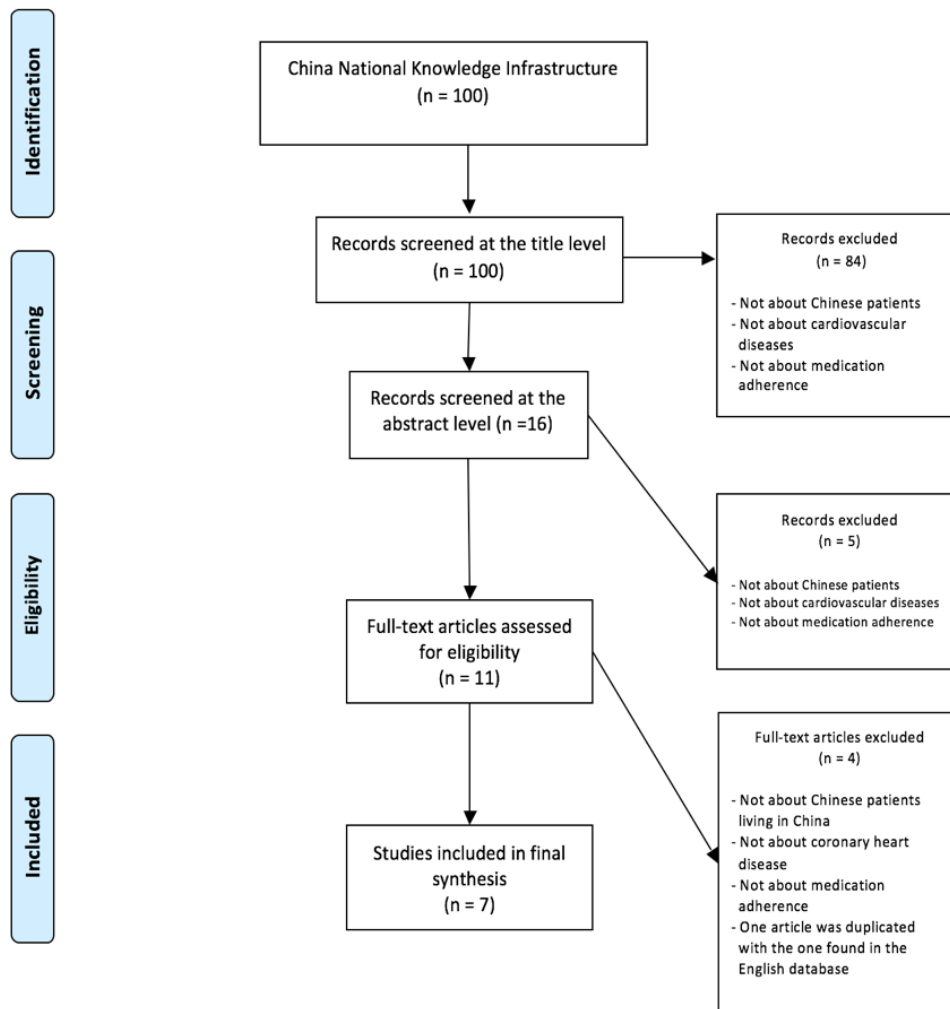 Identification
China National Knowledge Infrastructure
(n = 100)
Records screened at the title level
(n = 100)
Records excluded
(n = 84)
- Not about Chinese patients
- Not about cardiovascular
diseases
- Not about medication
adherence
Screening
Records screened at the
abstract level (n =16)
Records excluded
(n = 5)
- Not about Chinese patients
- Not about cardiovascular diseases
- Not about medication adherence
Eligibility
Full-text articles assessed
for eligibility
(n = 11)
Full-text articles excluded
(n = 4)
- Not about Chinese patients
living in China
- Not about coronary heart
disease
- Not about medication
adherence
- One article was duplicated
with the one found in the
English database
Included
Studies included in final
synthesis
(n = 7)